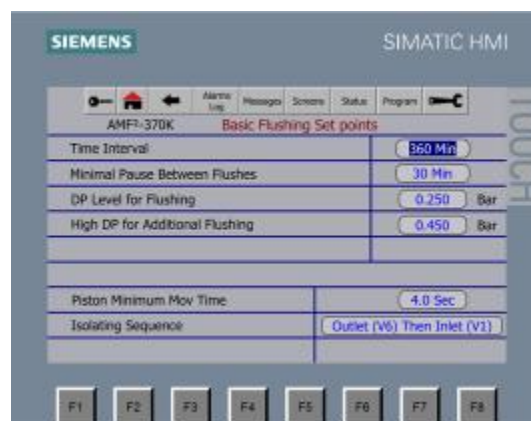 SIEMENS SIMATIC HMI
TOUCH
Alarms Log Messages Screens Status Program
AMF²-370K Basic Flushing Set points
Time Interval 360 Min
Minimal Pause Between Flushes 30 Min
DP Level for Flushing 0.250 Bar
High DP for Additional Flushing 0.450 Bar
Piston Minimum Mov Time 4.0 Sec
Isolating Sequence Outlet (V6) Then Inlet (V1)
F1 F2 F3 F4 F5 F6 F7 F8